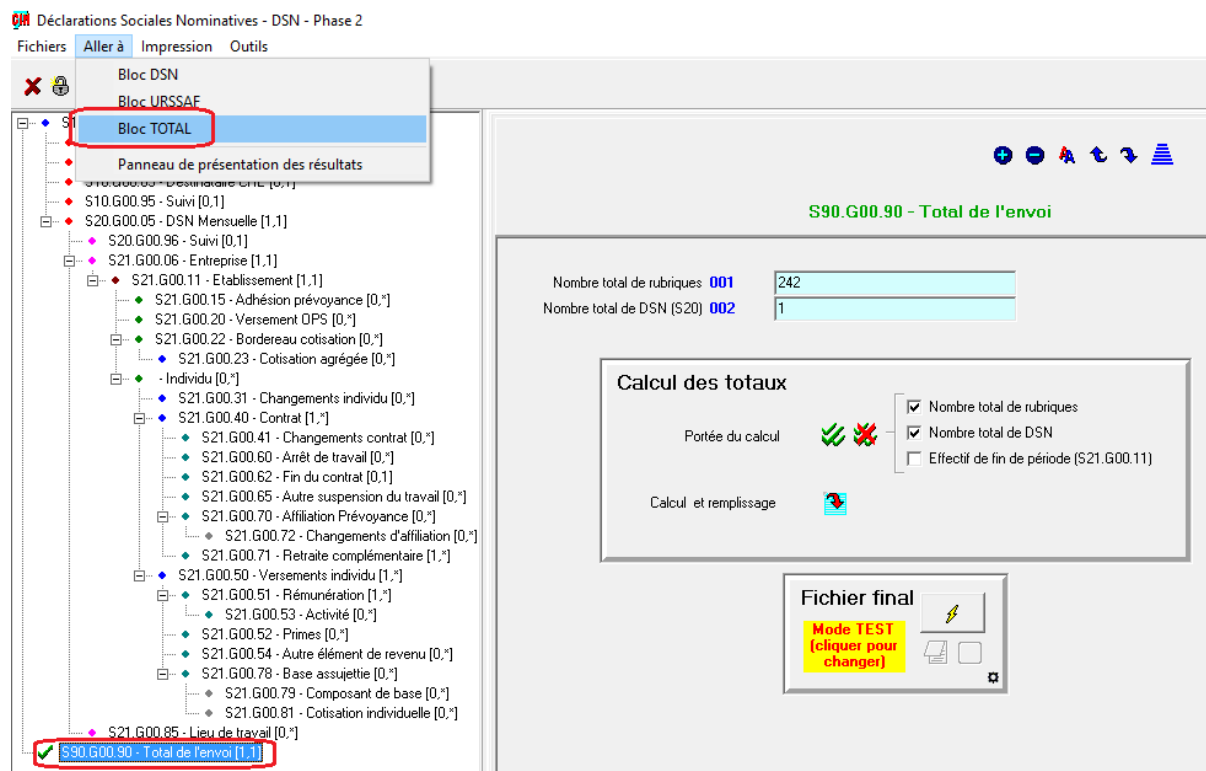 Déclarations Sociales Nominatives - DSN - Phase 2
Fichiers Aller à Impression Outils
Bloc DSN
Bloc URSSAF
Bloc TOTAL
Panneau de présentation des résultats
S10.G00.95 - Suivi [0,1]
S20.G00.05 - DSN Mensuelle [1,1]
S20.G00.96 - Suivi [0,1]
S21.G00.06 - Entreprise [1,1]
S21.G00.11 - Etablissement [1,1]
S21.G00.15 - Adhésion prévoyance [0,*]
S21.G00.20 - Versement OPS [0,*]
S21.G00.22 - Bordereau cotisation [0,*]
S21.G00.23 - Cotisation agrégée [0,*]
- Individu [0,*]
S21.G00.31 - Changements individu [0,*]
S21.G00.40 - Contrat [1,*]
S21.G00.41 - Changements contrat [0,*]
S21.G00.60 - Arrêt de travail [0,*]
S21.G00.62 - Fin du contrat [0,1]
S21.G00.65 - Autre suspension du travail [0,*]
S21.G00.70 - Affiliation Prévoyance [0,*]
S21.G00.72 - Changements d'affiliation [0,*]
S21.G00.71 - Retraite complémentaire [1,*]
S21.G00.50 - Versements individu [1,*]
S21.G00.51 - Rémunération [1,*]
S21.G00.53 - Activité [0,*]
S21.G00.52 - Primes [0,*]
S21.G00.54 - Autre élément de revenu [0,*]
S21.G00.78 - Base assujettie [0,*]
S21.G00.79 - Composant de base [0,*]
S21.G00.81 - Cotisation individuelle [0,*]
S21.G00.85 - Lieu de travail [0,*]
S90.G00.90 - Total de l'envoi [1,1]
S90.G00.90 - Total de l'envoi
Nombre total de rubriques 001 242
Nombre total de DSN (S20) 002 1
Calcul des totaux
Portée du calcul
Nombre total de rubriques
Nombre total de DSN
Effectif de fin de période (S21.G00.11)
Calcul et remplissage
Fichier final
Mode TEST
(cliquer pour
changer)